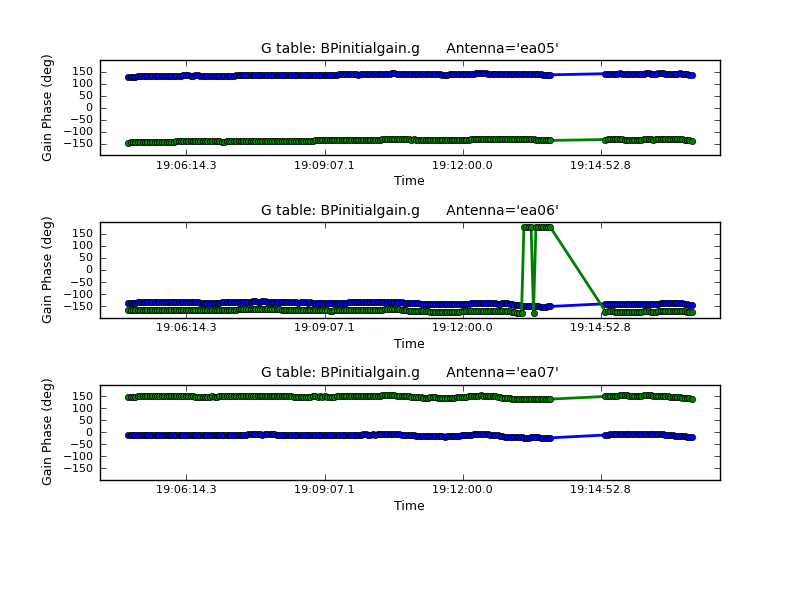 G table: BPinitialgain.g Antenna='ea05'
Gain Phase (deg)
150
100
50
0
−50
−100
−150
19:06:14.3 19:09:07.1 19:12:00.0 19:14:52.8
Time
G table: BPinitialgain.g Antenna='ea06'
Gain Phase (deg)
150
100
50
0
−50
−100
−150
19:06:14.3 19:09:07.1 19:12:00.0 19:14:52.8
Time
G table: BPinitialgain.g Antenna='ea07'
Gain Phase (deg)
150
100
50
0
−50
−100
−150
19:06:14.3 19:09:07.1 19:12:00.0 19:14:52.8
Time